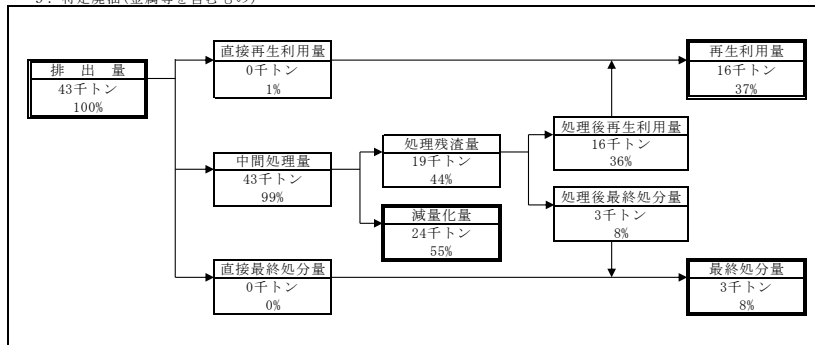 直接再生利用量
0千トン
1%
再生利用量
16千トン
37%
排 出 量
43千トン
100%
処理後再生利用量
16千トン
36%
中間処理量
43千トン
99%
処理残渣量
19千トン
44%
減量化量
24千トン
55%
処理後最終処分量
3千トン
8%
直接最終処分量
0千トン
0%
最終処分量
3千トン
8%